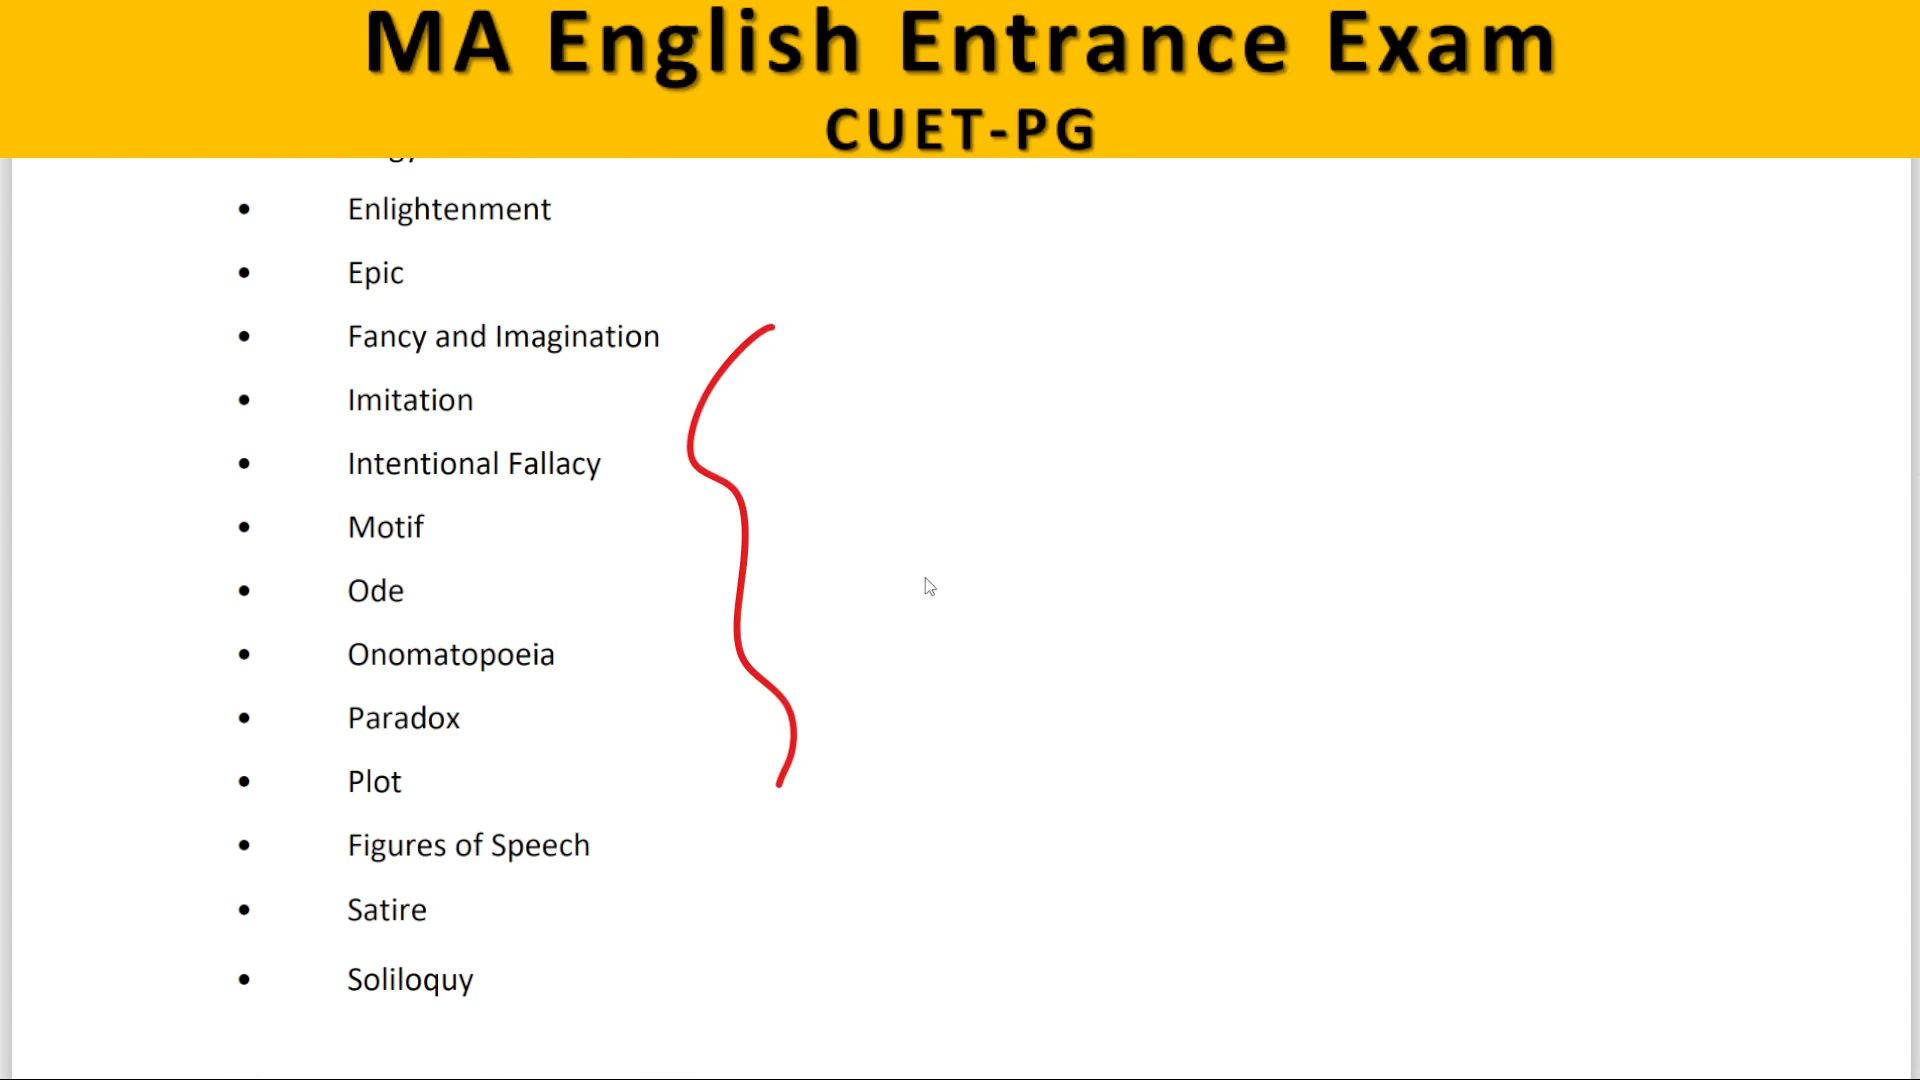 MA English Entrance Exam
CUET-PG
• Enlightenment
• Epic
• Fancy and Imagination
• Imitation
• Intentional Fallacy
• Motif
• Ode
• Onomatopoeia
• Paradox
• Plot
• Figures of Speech
• Satire
• Soliloquy